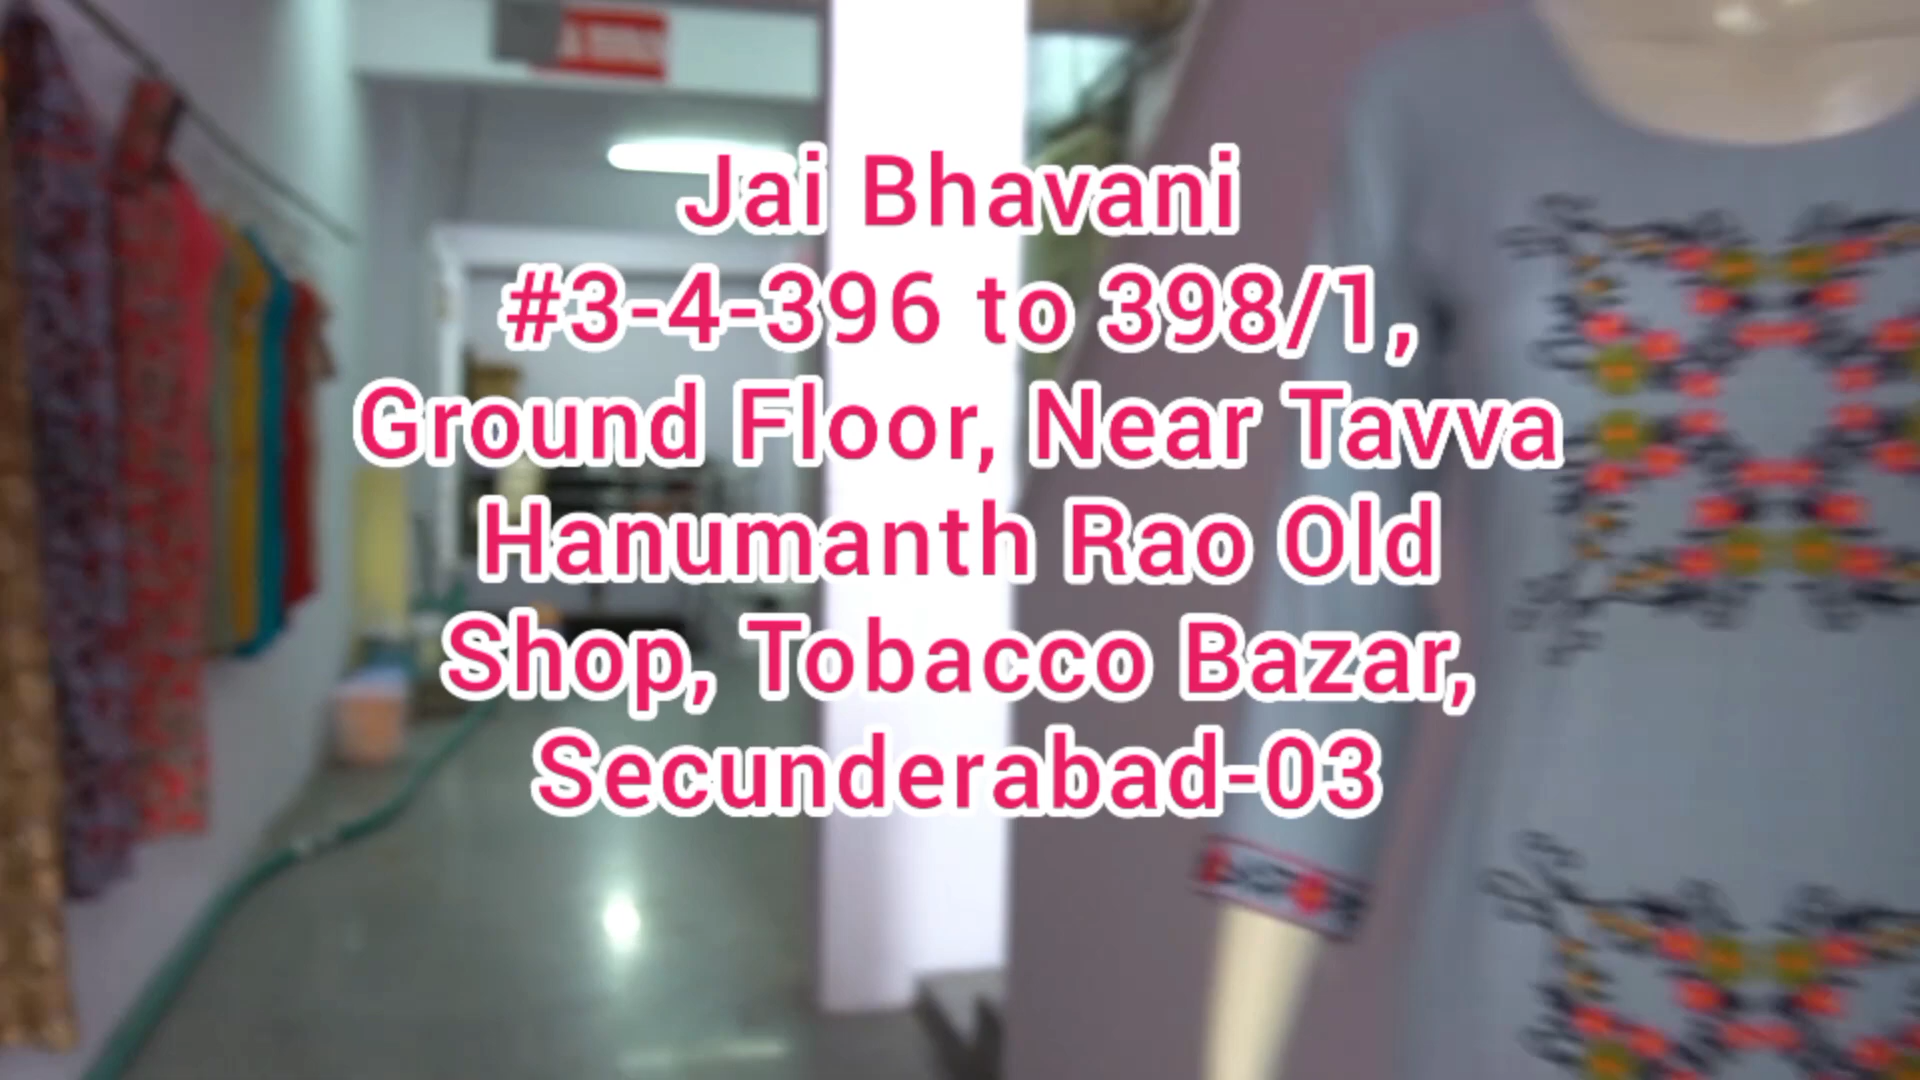 Jai Bhavani
#3-4-396 to 398/1,
Ground Floor, Near Tavva
Hanumanth Rao Old
Shop, Tobacco Bazar,
Secunderabad-03